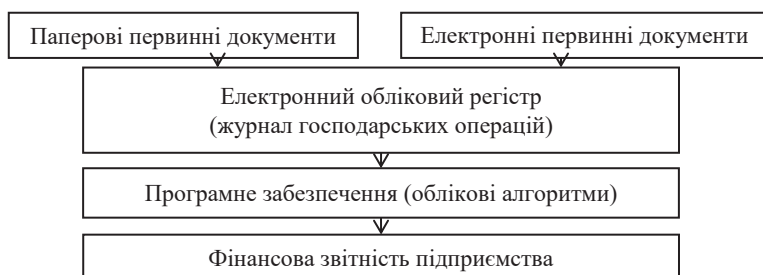 Паперові первинні документи
Електронні первинні документи
Електронний обліковий регістр
(журнал господарських операцій)
Програмне забезпечення (облікові алгоритми)
Фінансова звітність підприємства